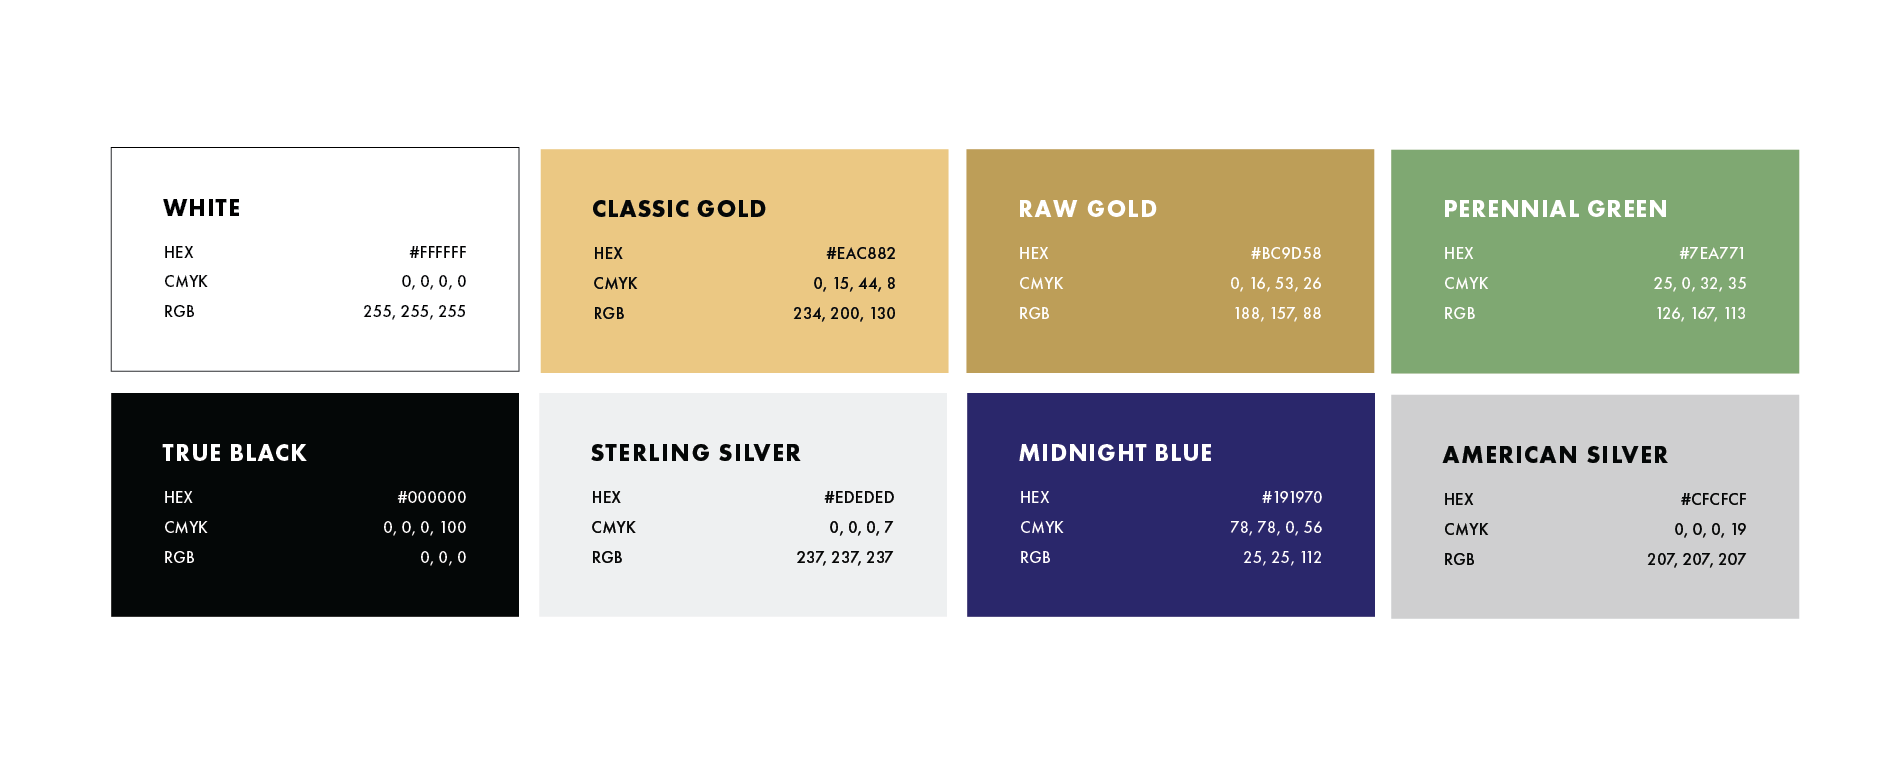 WHITE
HEX #FFFFFF
CMYK 0, 0, 0, 0
RGB 255, 255, 255
CLASSIC GOLD
HEX #EAC882
CMYK 0, 15, 44, 8
RGB 234, 200, 130
RAW GOLD
HEX #BC9D58
CMYK 0, 16, 53, 26
RGB 188, 157, 88
PERENNIAL GREEN
HEX #7EA771
CMYK 25, 0, 32, 35
RGB 126, 167, 113
TRUE BLACK
HEX #000000
CMYK 0, 0, 0, 100
RGB 0, 0, 0
STERLING SILVER
HEX #EDEDED
CMYK 0, 0, 0, 7
RGB 237, 237, 237
MIDNIGHT BLUE
HEX #191970
CMYK 78, 78, 0, 56
RGB 25, 25, 112
AMERICAN SILVER
HEX #CFCFCF
CMYK 0, 0, 0, 19
RGB 207, 207, 207